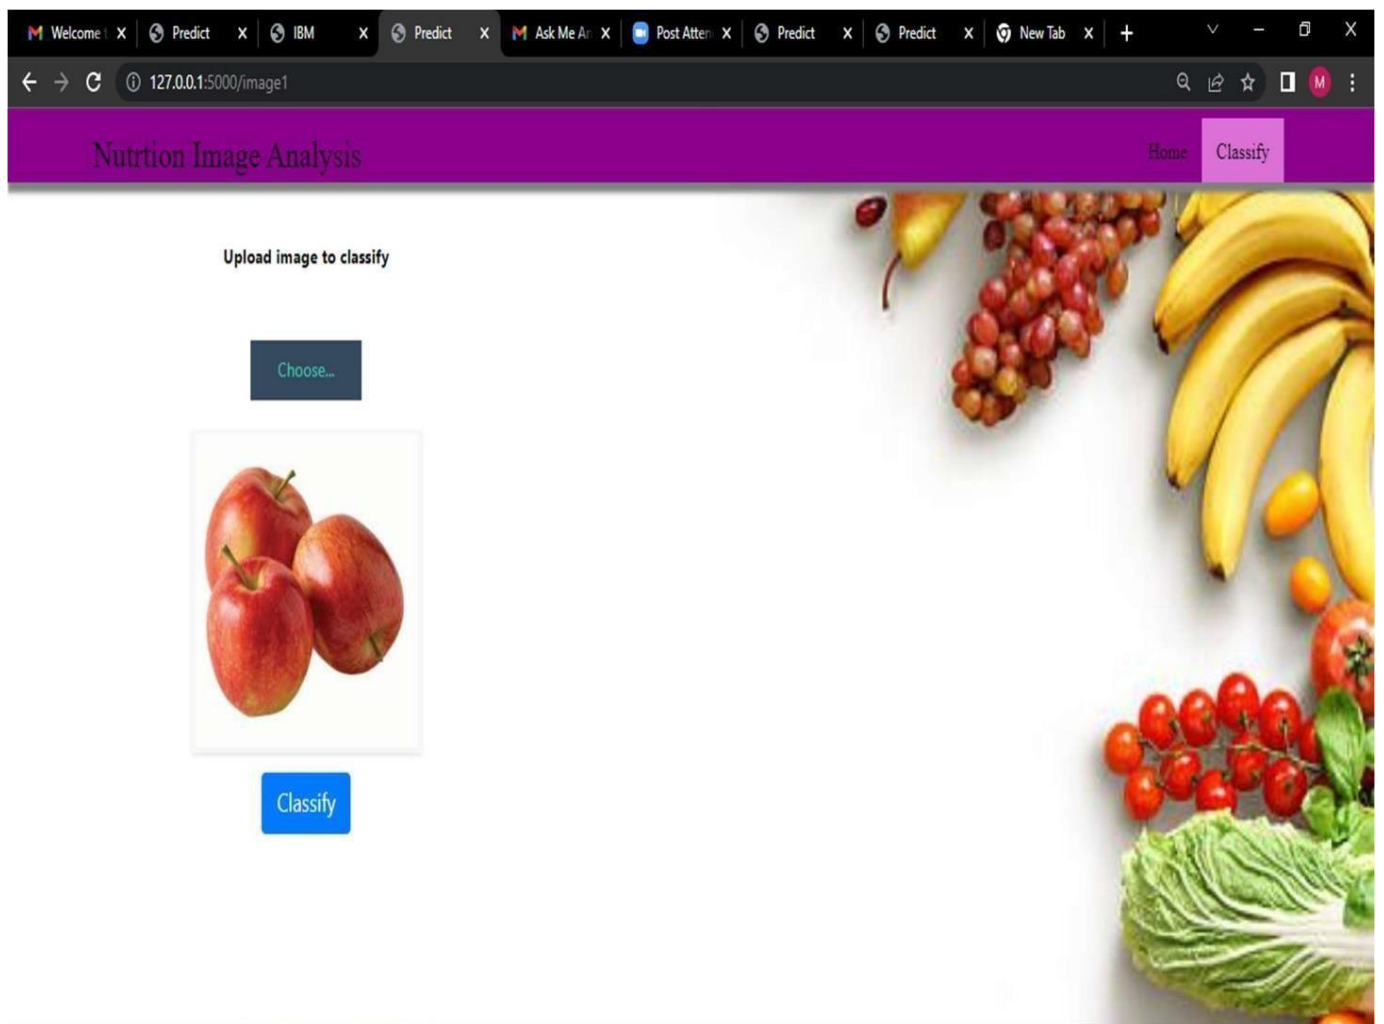 Welcome t
Predict
IBM
Predict
Ask Me An
Post Atten
Predict
Predict
New Tab
127.0.0.1:5000/image1
M
Nutrtion Image Analysis
Home
Classify
Upload image to classify
Choose...
Classify